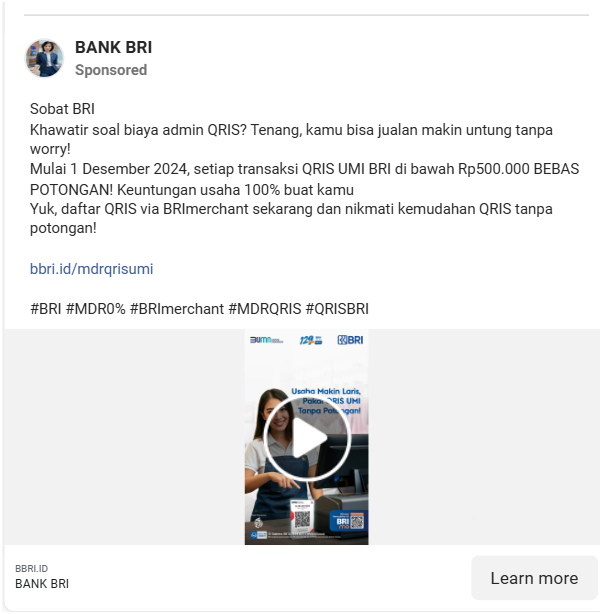 BANK BRI
Sponsored
Sobat BRI
Khawatir soal biaya admin QRIS? Tenang, kamu bisa jualan makin untung tanpa
worry!
Mulai 1 Desember 2024, setiap transaksi QRIS UMI BRI di bawah Rp500.000 BEBAS
POTONGAN! Keuntungan usaha 100% buat kamu
Yuk, daftar QRIS via BRImerchant sekarang dan nikmati kemudahan QRIS tanpa
potongan!
bbri.id/mdrqrisumi
#BRI #MDR0% #BRImerchant #MDRQRIS #QRISBRI
BUMN 129 BRI
Usaha Makin Laris,
Pakai QRIS UMI
Tanpa Potongan!
BRI
BBRI.ID
BANK BRI
Learn more